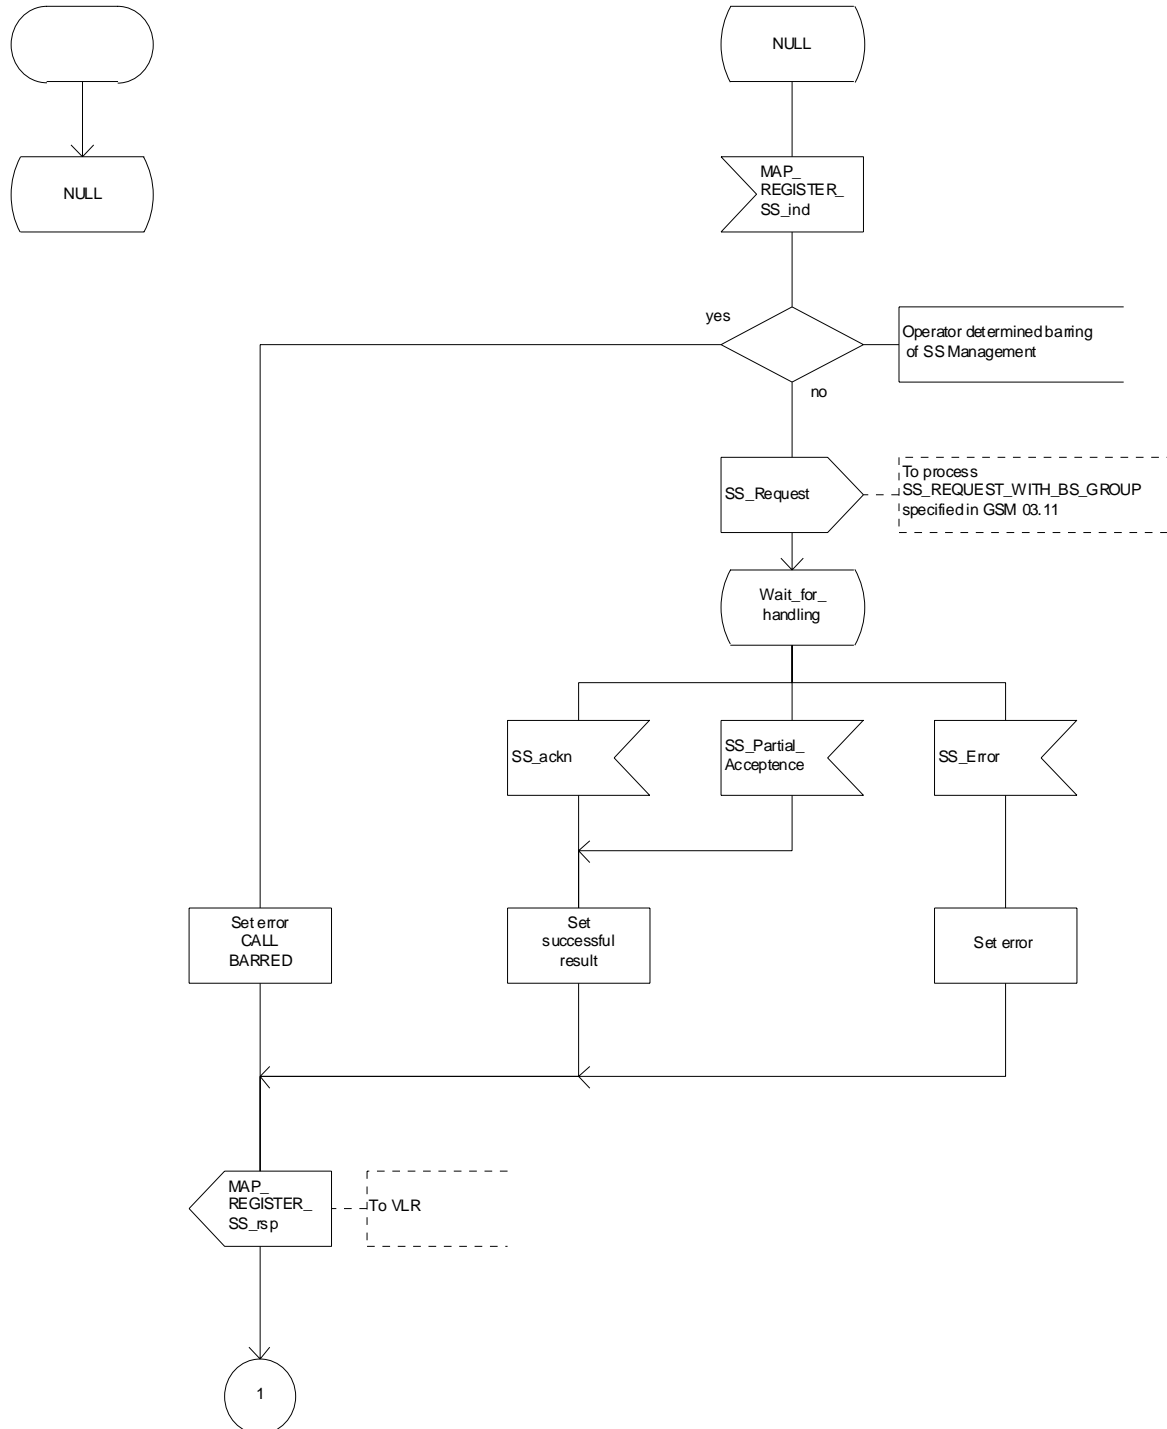 NULL
NULL
MAP_
REGISTER_
SS_ind
yes
Operator determined barring
of SS Management
no
SS_Request
To process
SS_REQUEST_WITH_BS_GROUP
specified in GSM 03.11
Wait_for_
handling
SS_ackn
SS_Partial_
Acceptence
SS_Error
Set error
CALL
BARRED
Set
successful
result
Set error
MAP_
REGISTER_
SS_rsp
To VLR
1